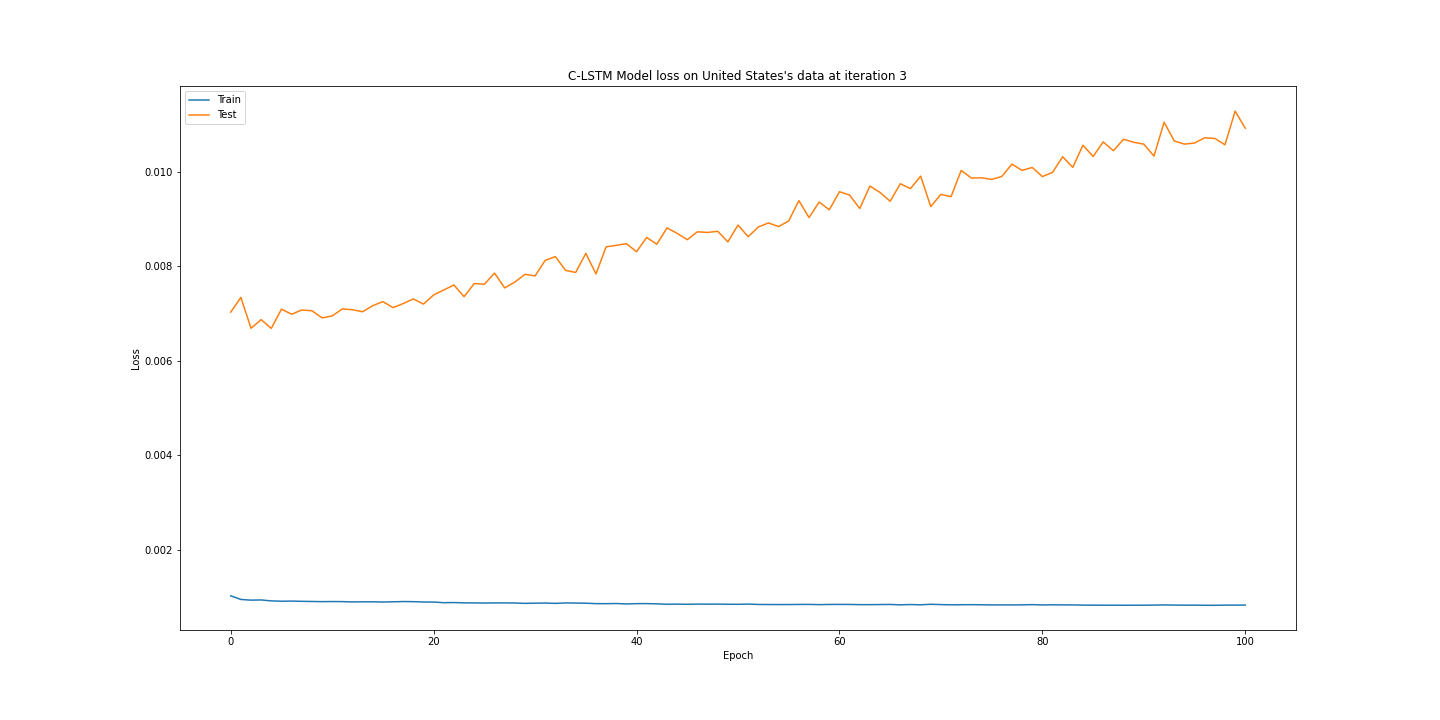 C-LSTM Model loss on United States's data at iteration 3
Train
Test
0.010
0.008
0.006
0.004
0.002
Loss
0 20 40 60 80 100
Epoch